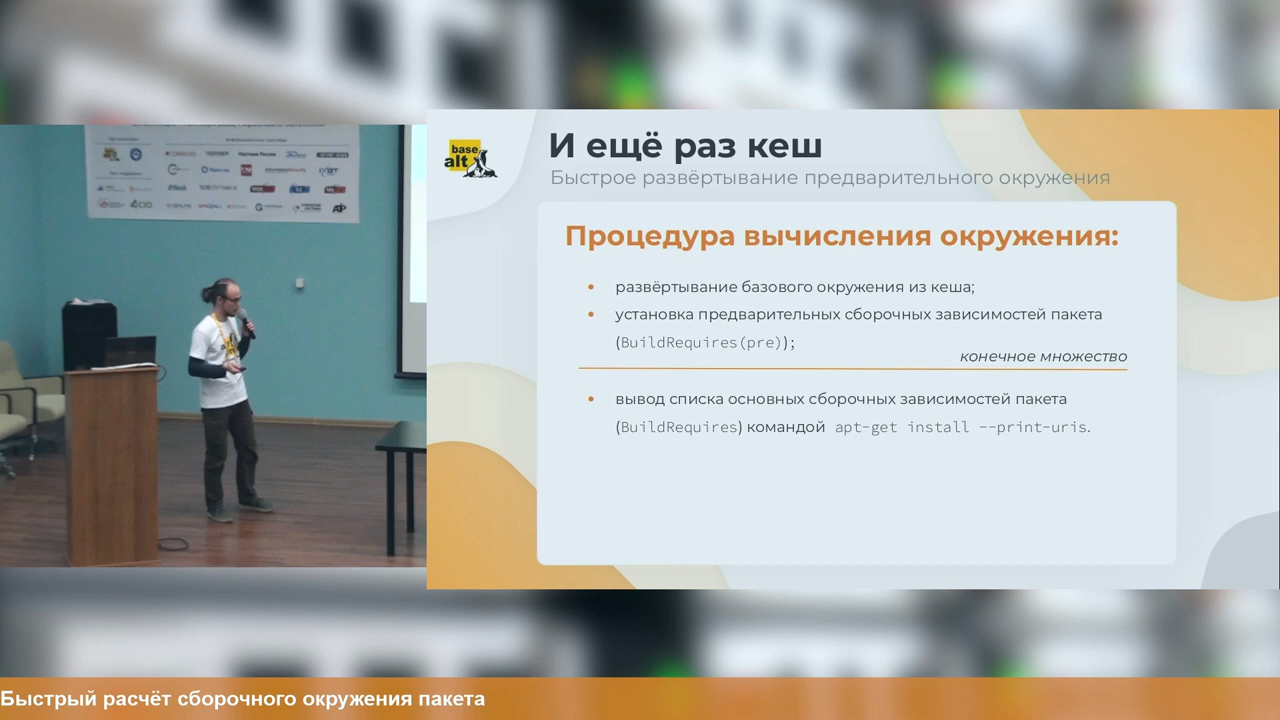 base
alt
И ещё раз кеш
Быстрое развёртывание предварительного окружения
Процедура вычисления окружения:
• развёртывание базового окружения из кеша;
• установка предварительных сборочных зависимостей пакета
(BuildRequires(pre));
конечное множество
• вывод списка основных сборочных зависимостей пакета
(BuildRequires) командой apt-get install --print-uris.
Быстрый расчёт сборочного окружения пакета